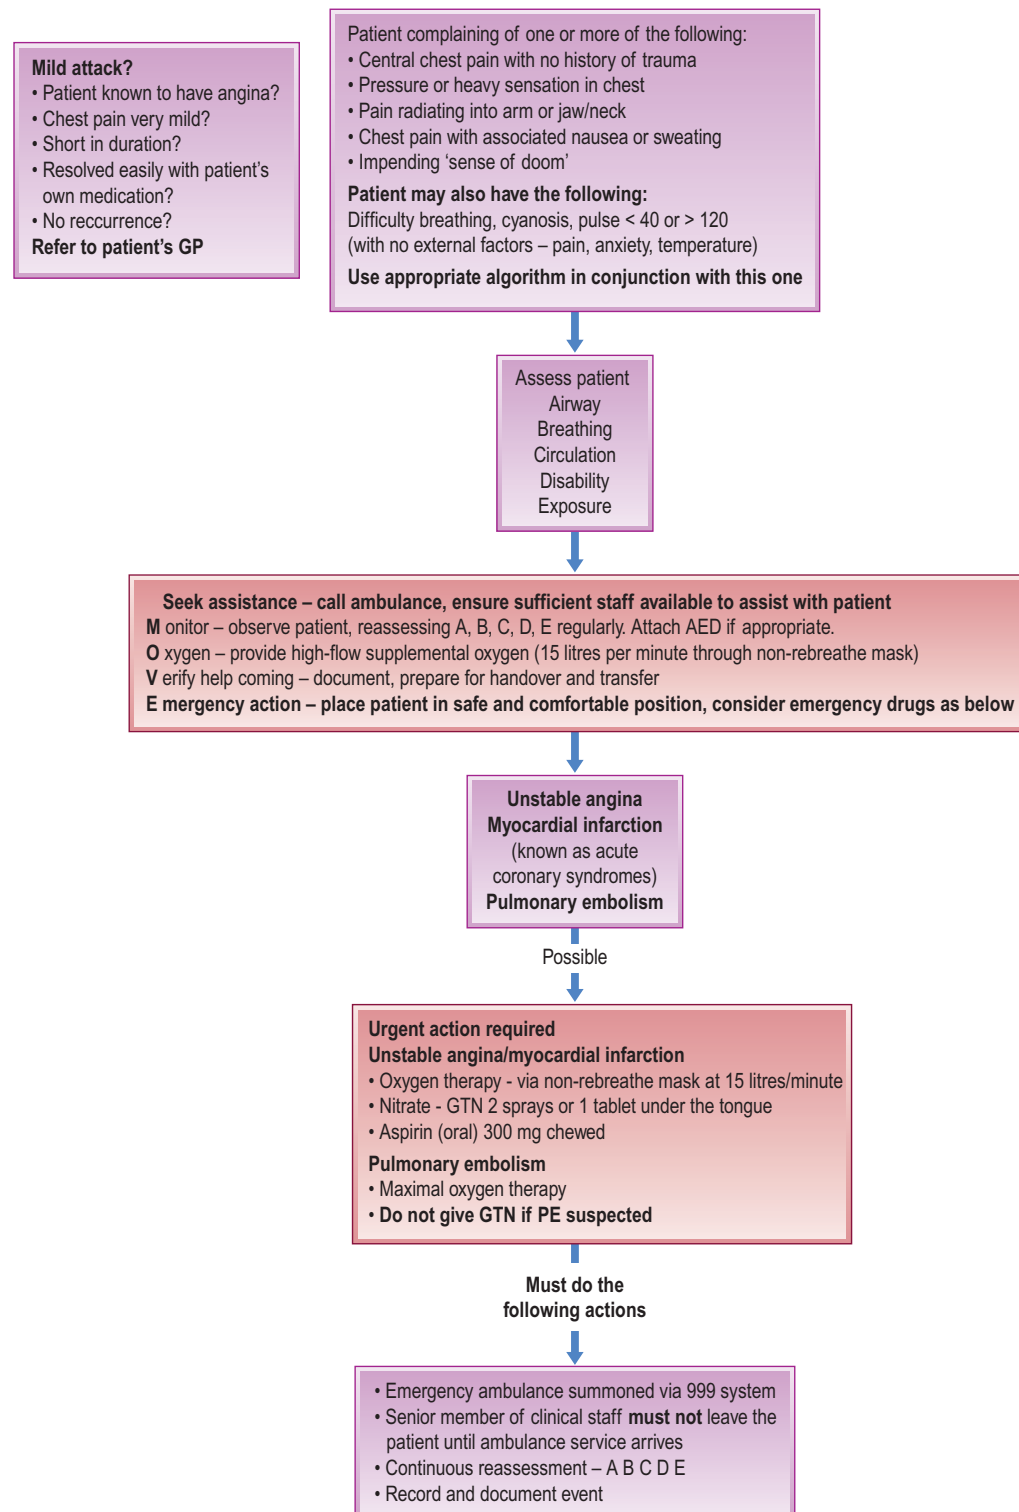 Mild attack?
• Patient known to have angina?
• Chest pain very mild?
• Short in duration?
• Resolved easily with patient's
own medication?
• No reccurrence?
Refer to patient's GP
Patient complaining of one or more of the following:
• Central chest pain with no history of trauma
• Pressure or heavy sensation in chest
• Pain radiating into arm or jaw/neck
• Chest pain with associated nausea or sweating
• Impending 'sense of doom'
Patient may also have the following:
Difficulty breathing, cyanosis, pulse < 40 or > 120
(with no external factors – pain, anxiety, temperature)
Use appropriate algorithm in conjunction with this one
Assess patient
Airway
Breathing
Circulation
Disability
Exposure
Seek assistance – call ambulance, ensure sufficient staff available to assist with patient
M onitor – observe patient, reassessing A, B, C, D, E regularly. Attach AED if appropriate.
O xygen – provide high-flow supplemental oxygen (15 litres per minute through non-rebreathe mask)
V erify help coming – document, prepare for handover and transfer
E mergency action – place patient in safe and comfortable position, consider emergency drugs as below
Unstable angina
Myocardial infarction
(known as acute
coronary syndromes)
Pulmonary embolism
Possible
Urgent action required
Unstable angina/myocardial infarction
• Oxygen therapy - via non-rebreathe mask at 15 litres/minute
• Nitrate - GTN 2 sprays or 1 tablet under the tongue
• Aspirin (oral) 300 mg chewed
Pulmonary embolism
• Maximal oxygen therapy
• Do not give GTN if PE suspected
Must do the
following actions
• Emergency ambulance summoned via 999 system
• Senior member of clinical staff must not leave the
patient until ambulance service arrives
• Continuous reassessment – A B C D E
• Record and document event